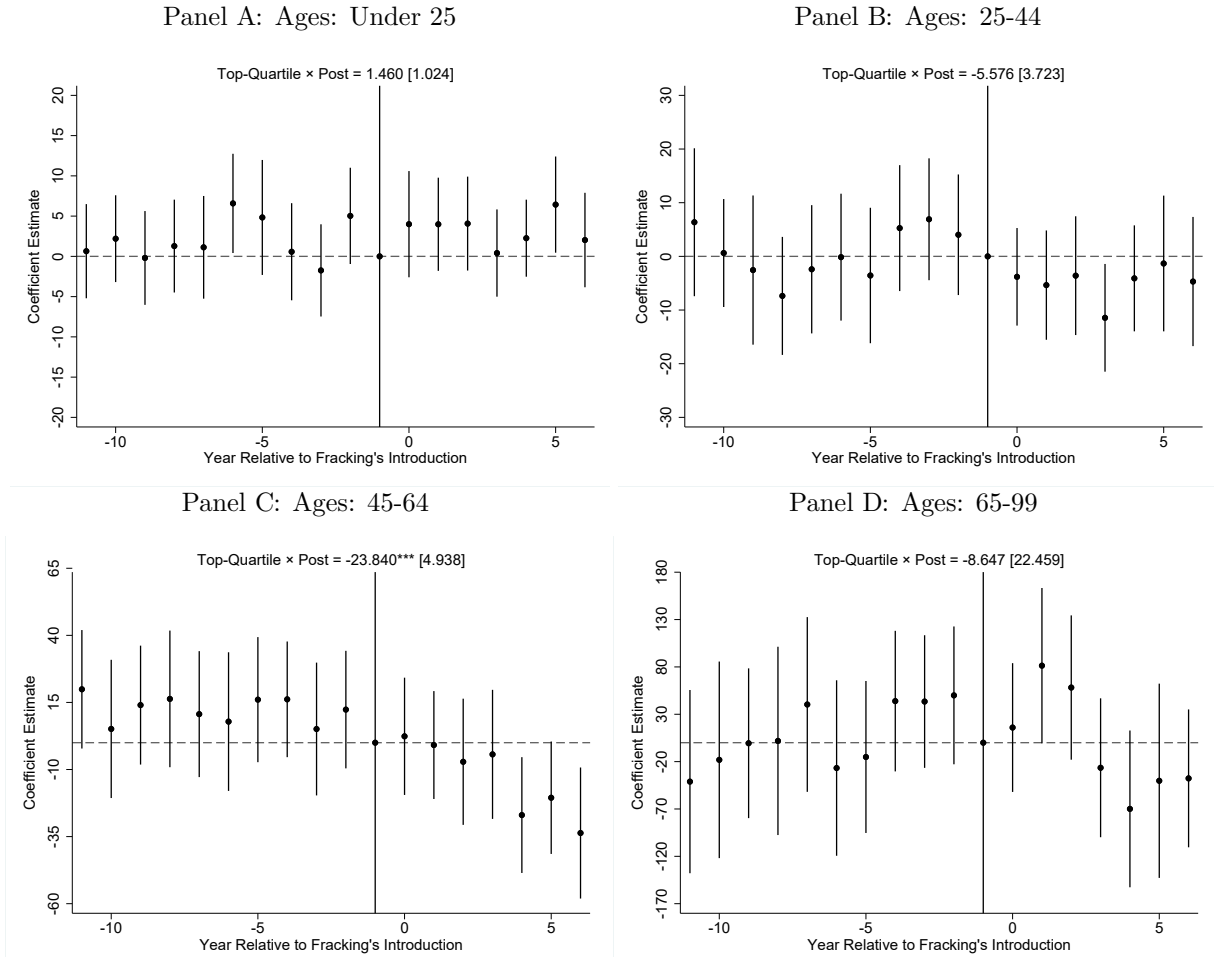 Panel A: Ages: Under 25
Top-Quartile × Post = 1.460 [1.024]
Coefficient Estimate
20
15
10
5
0
-5
-10
-15
-20
-10
-5
0
5
Year Relative to Fracking's Introduction
Panel B: Ages: 25-44
Top-Quartile × Post = -5.576 [3.723]
Coefficient Estimate
30
20
10
0
-10
-20
-30
-10
-5
0
5
Year Relative to Fracking's Introduction
Panel C: Ages: 45-64
Top-Quartile × Post = -23.840*** [4.938]
Coefficient Estimate
65
40
15
-10
-35
-60
-10
-5
0
5
Year Relative to Fracking's Introduction
Panel D: Ages: 65-99
Top-Quartile × Post = -8.647 [22.459]
Coefficient Estimate
180
130
80
30
-20
-70
-120
-170
-10
-5
0
5
Year Relative to Fracking's Introduction